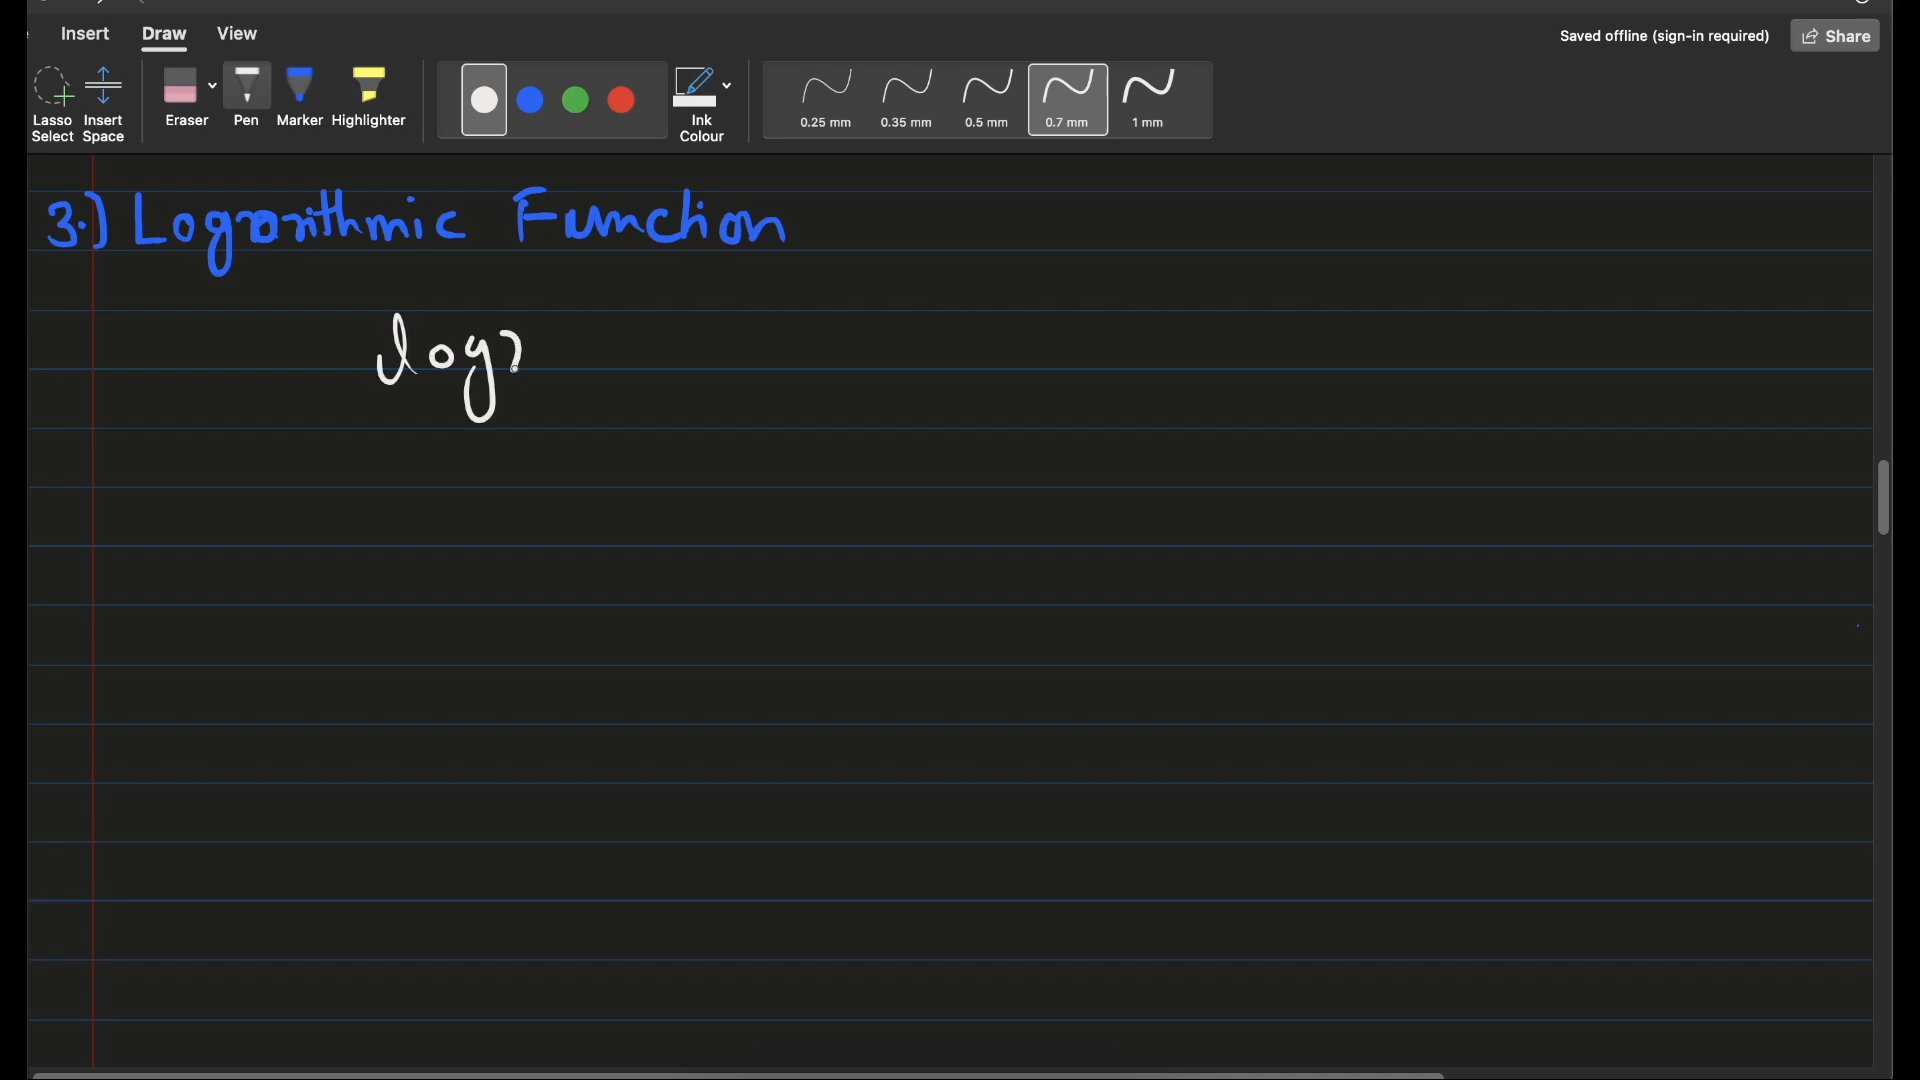 Insert Draw View Saved offline (sign-in required) Share
Lasso Select Insert Space Eraser Pen Marker Highlighter Ink Colour 0.25 mm 0.35 mm 0.5 mm 0.7 mm 1 mm
3.) Logarithmic Function
log